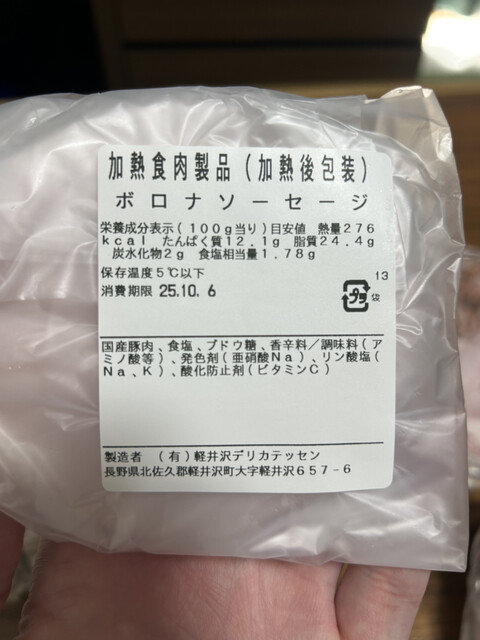 加熱食肉製品(加熱後包装)
ボロナソーセージ
栄養成分表示(100g当り)目安値 熱量276
kcal たんぱく質12.1g 脂質24.4g
炭水化物2g 食塩相当量1.78g
保存温度5℃以下
消費期限 25.10.6
13
プラ
袋
国産豚肉、食塩、ブドウ糖、香辛料/調味料(ア
ミノ酸等)、発色剤(亜硝酸Na)、リン酸塩(
Na、K)、酸化防止剤(ビタミンC)
製造者 (有)軽井沢デリカテッセン
長野県北佐久郡軽井沢町大字軽井沢657-6